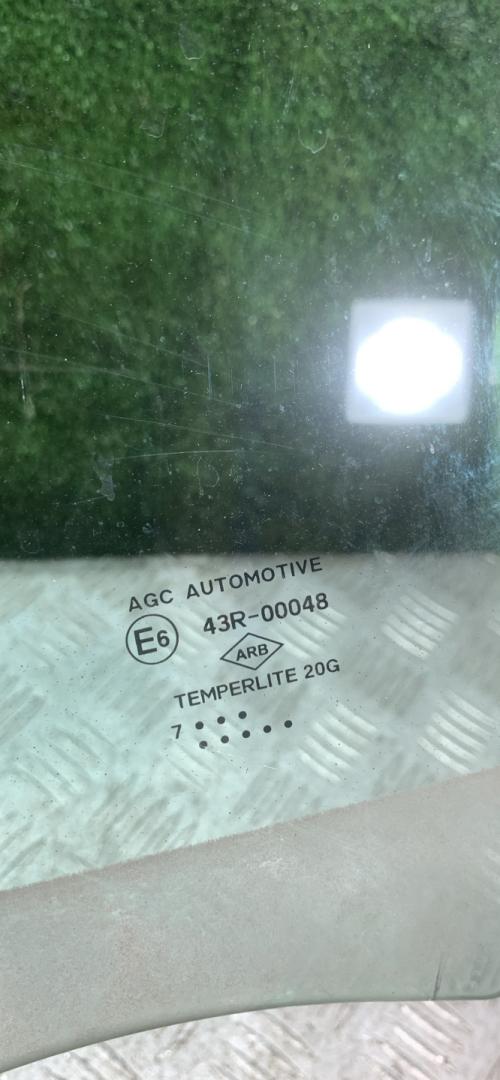 AGC AUTOMOTIVE
E6 43R-00048
ARB
TEMPERLITE 20G
7